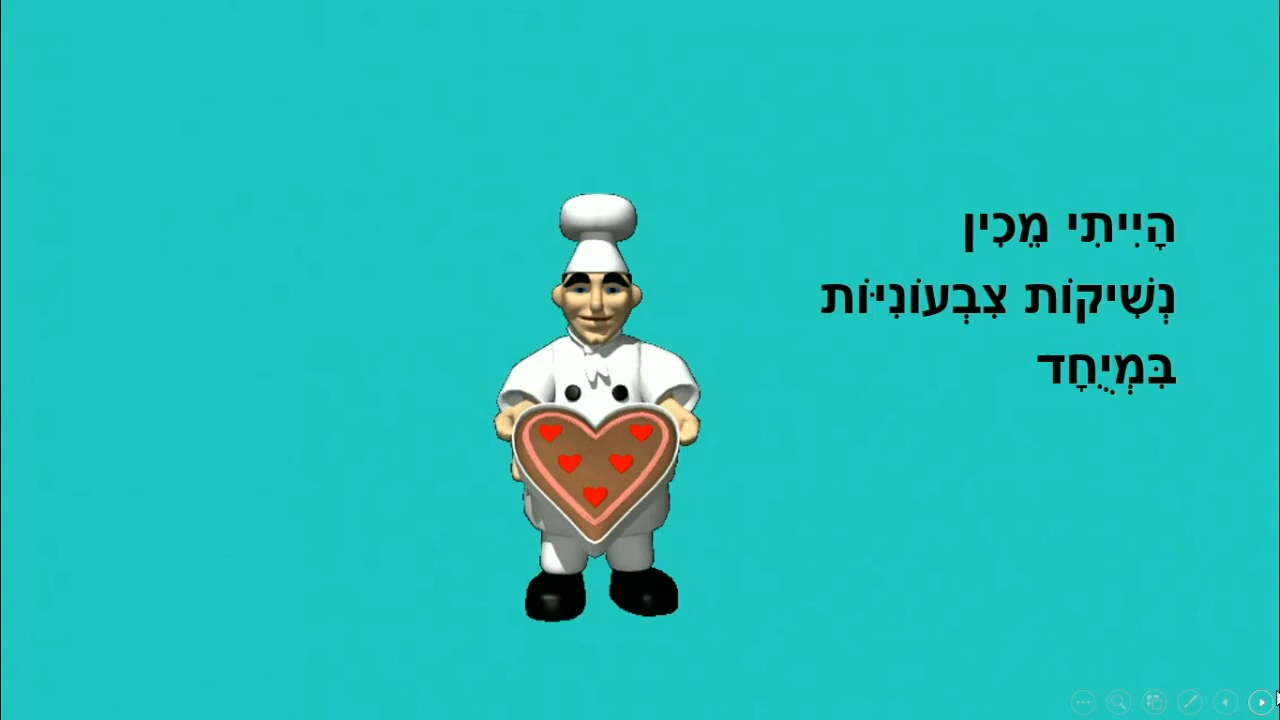 הָיִיתִי מֵכִין
נְשִׁיקוֹת צִבְעוֹנִיּוֹת
בִּמְיֻחָד